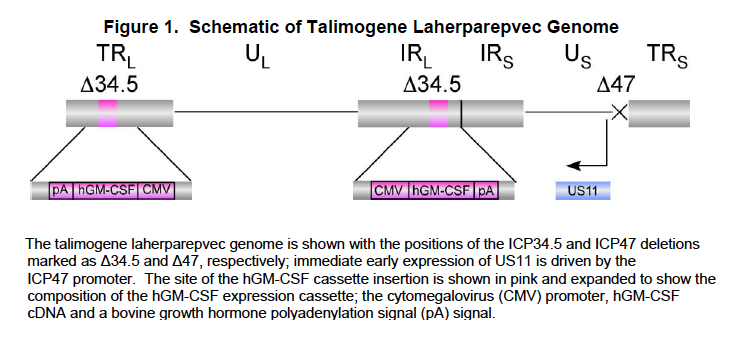 Figure 1. Schematic of Talimogene Laherparepvec Genome
TRL UL IRL IRS US TRS
Δ34.5 Δ34.5 Δ47
pA hGM-CSF CMV CMV hGM-CSF pA US11
The talimogene laherparepvec genome is shown with the positions of the ICP34.5 and ICP47 deletions
marked as Δ34.5 and Δ47, respectively; immediate early expression of US11 is driven by the
ICP47 promoter. The site of the hGM-CSF cassette insertion is shown in pink and expanded to show the
composition of the hGM-CSF expression cassette; the cytomegalovirus (CMV) promoter, hGM-CSF
cDNA and a bovine growth hormone polyadenylation signal (pA) signal.